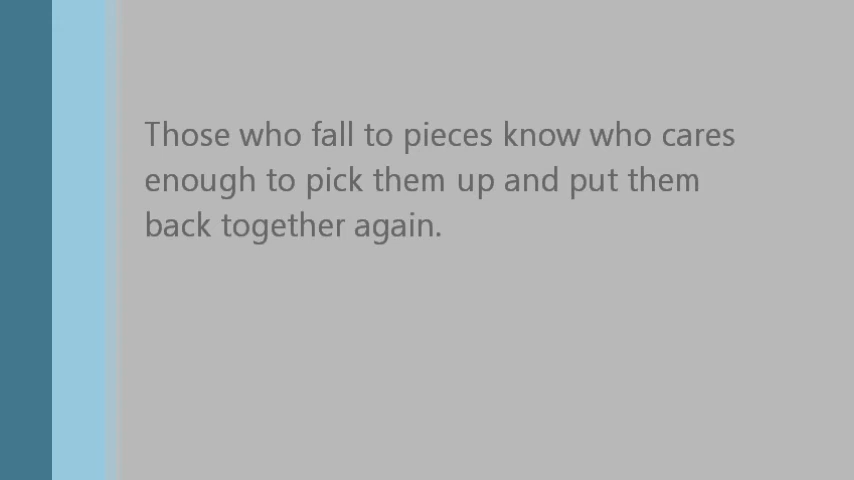 Those who fall to pieces know who cares
enough to pick them up and put them
back together again.